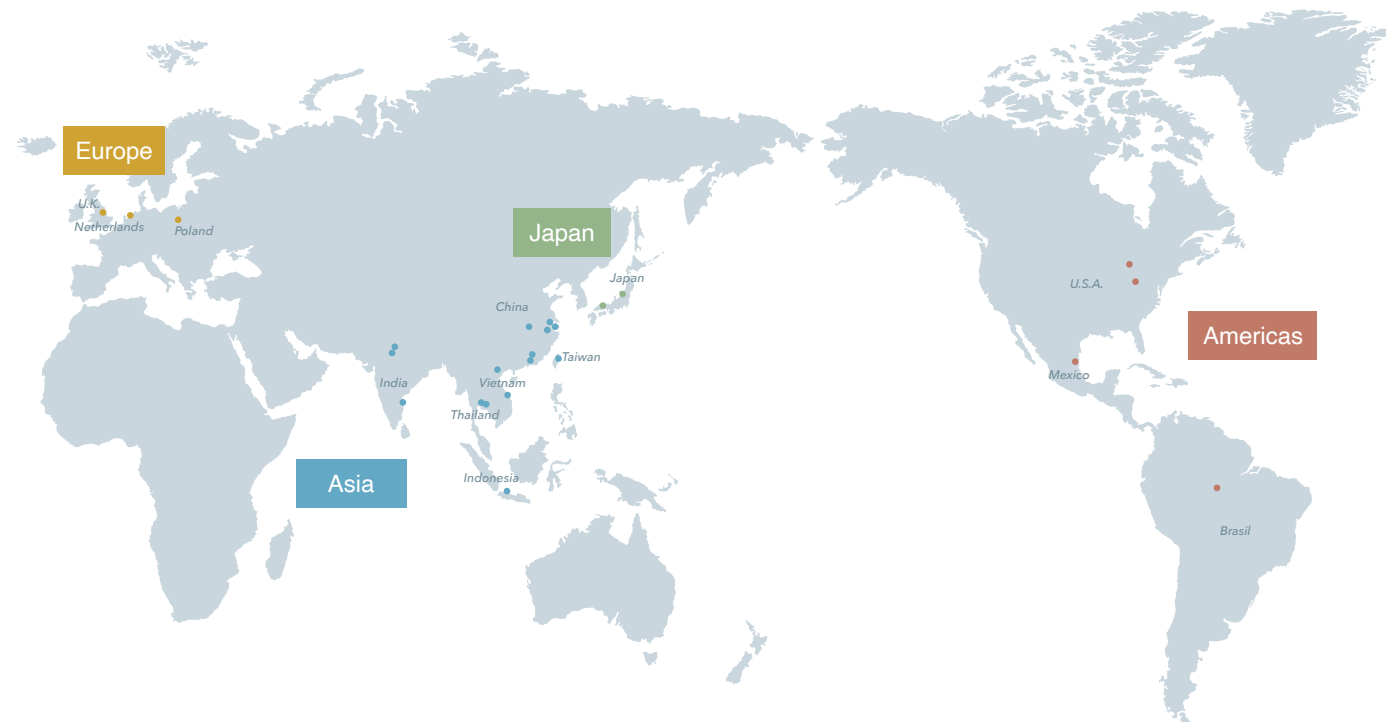 Europe
U.K.
Netherlands
Poland
Japan
Japan
China
Taiwan
India
Vietnam
Thailand
Indonesia
Asia
U.S.A.
Americas
Mexico
Brasil